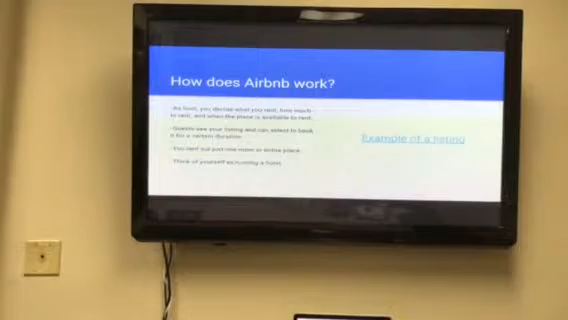 How does Airbnb work?
-As host, you decide what you rent, how much
to rent, and when the place is available to rent.
-Guests see your listing and can select to book
it for a certain duration.
-You rent out just one room or entire place.
-Think of yourself as running a hotel.
Example of a listing